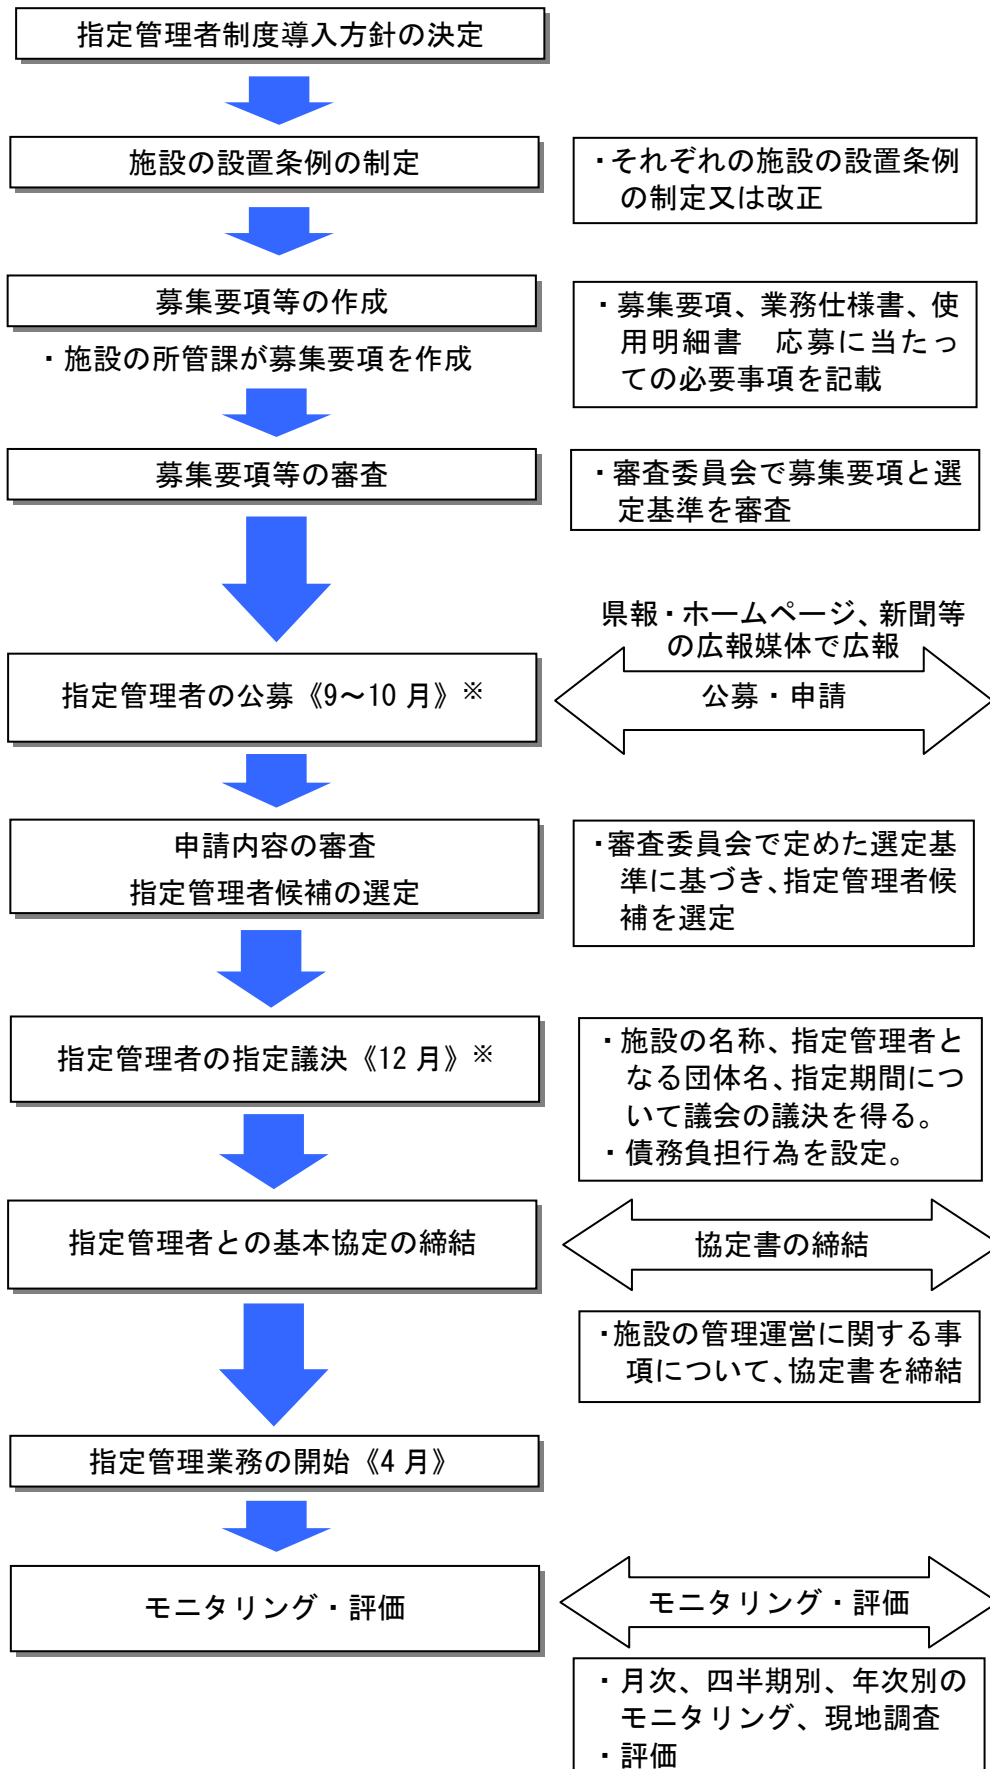 指定管理者制度導入方針の決定
施設の設置条例の制定
・それぞれの施設の設置条例
の制定又は改正
募集要項等の作成
・施設の所管課が募集要項を作成
・募集要項、業務仕様書、使
用明細書　応募に当たっ
ての必要事項を記載
募集要項等の審査
・審査委員会で募集要項と選
定基準を審査
県報・ホームページ、新聞等
の広報媒体で広報
指定管理者の公募《9～10 月》※
公募・申請
申請内容の審査
指定管理者候補の選定
・審査委員会で定めた選定基
準に基づき、指定管理者候
補を選定
指定管理者の指定議決《12 月》※
・施設の名称、指定管理者と
なる団体名、指定期間につ
いて議会の議決を得る。
・債務負担行為を設定。
指定管理者との基本協定の締結
協定書の締結
・施設の管理運営に関する事
項について、協定書を締結
指定管理業務の開始《4 月》
モニタリング・評価
モニタリング・評価
・月次、四半期別、年次別の
モニタリング、現地調査
・評価